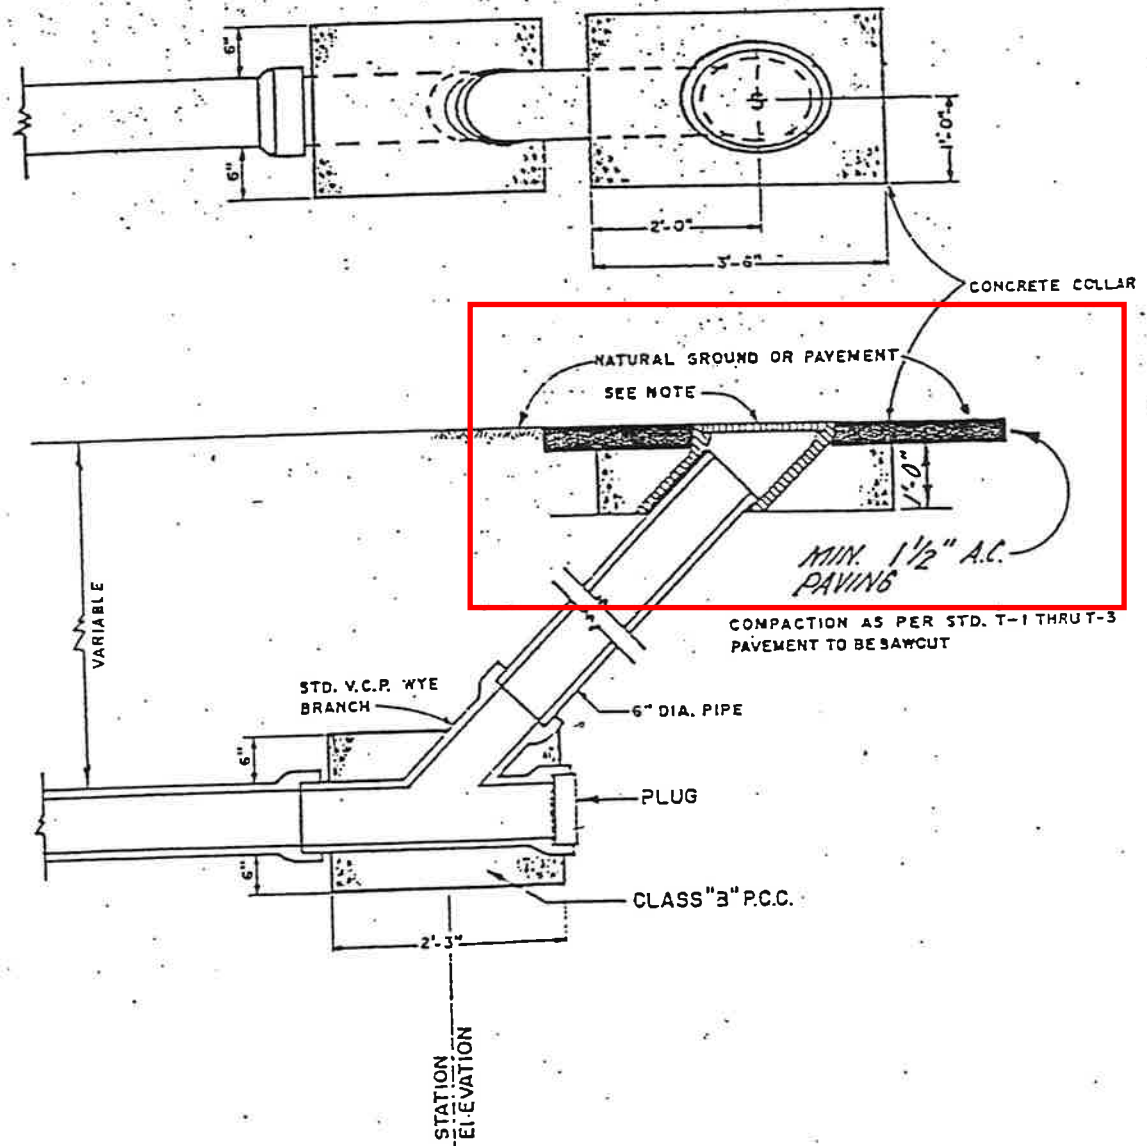 6"
6"
1'-0"
2'-0"
3'-6"
CONCRETE COLLAR
NATURAL GROUND OR PAVEMENT
SEE NOTE
1'-0"
MIN. 1 1/2" A.C.
PAVING
COMPACTION AS PER STD. T-1 THRU T-3
PAVEMENT TO BE SAWCUT
VARIABLE
STD. V.C.P. WYE
BRANCH
6" DIA. PIPE
6"
PLUG
6"
CLASS "B" P.C.C.
2'-3"
STATION
ELEVATION